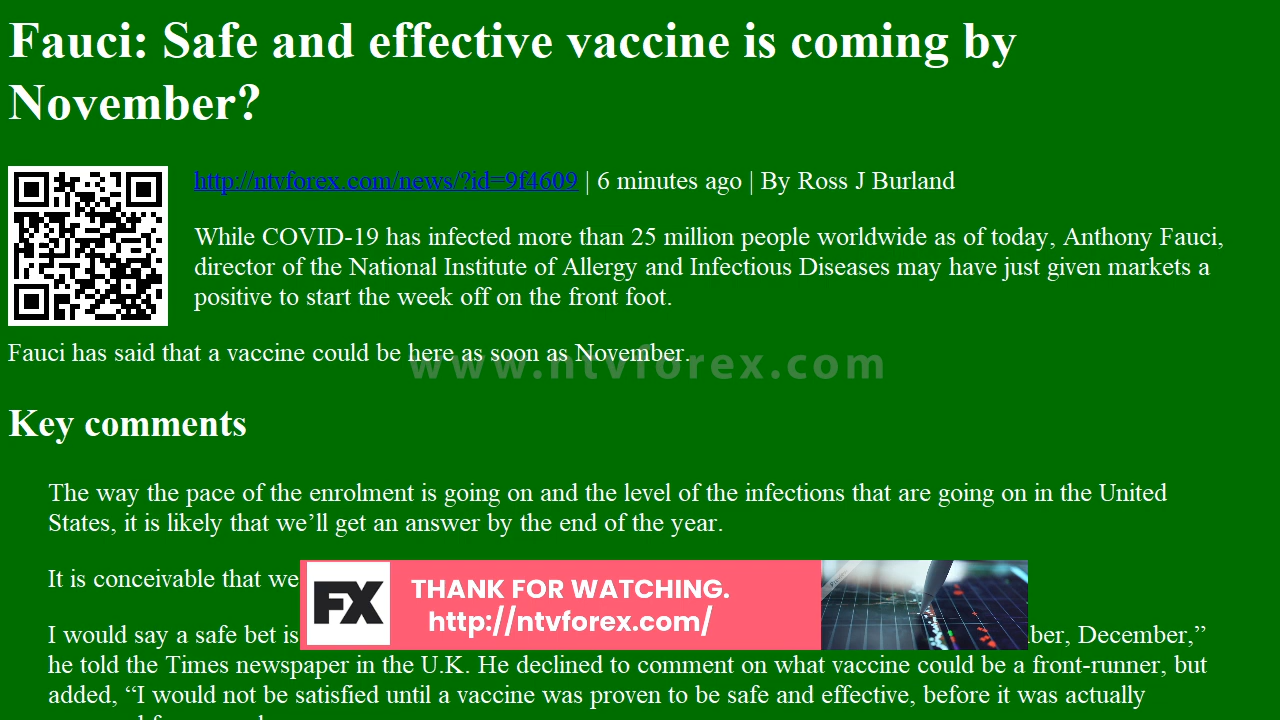 Fauci: Safe and effective vaccine is coming by
November?
http://ntvforex.com/news/?id=9f4609 | 6 minutes ago | By Ross J Burland
While COVID-19 has infected more than 25 million people worldwide as of today, Anthony Fauci,
director of the National Institute of Allergy and Infectious Diseases may have just given markets a
positive to start the week off on the front foot.
Fauci has said that a vaccine could be here as soon as November.
www.ntvforex.com
Key comments
The way the pace of the enrolment is going on and the level of the infections that are going on in the United
States, it is likely that we’ll get an answer by the end of the year.
It is conceivable that we
FX
THANK FOR WATCHING.
http://ntvforex.com/
I would say a safe bet is ber, December,”
he told the Times newspaper in the U.K. He declined to comment on what vaccine could be a front-runner, but
added, “I would not be satisfied until a vaccine was proven to be safe and effective, before it was actually